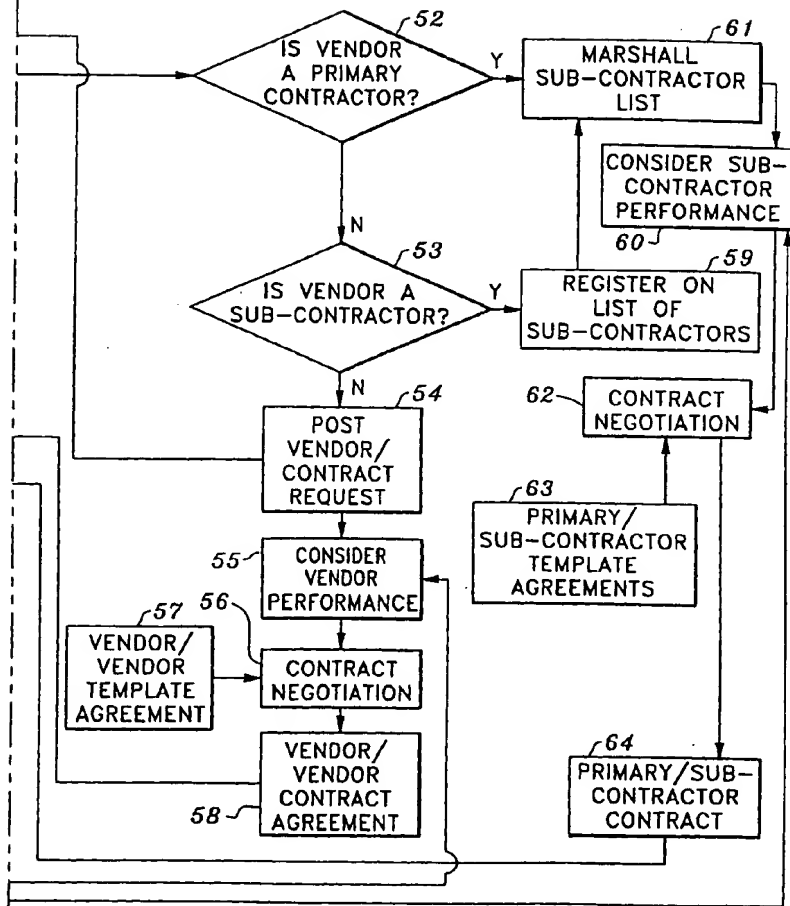 52
IS VENDOR
A PRIMARY
CONTRACTOR?
Y
61
MARSHALL
SUB-CONTRACTOR
LIST
CONSIDER SUB-
CONTRACTOR
PERFORMANCE
60
N
53
IS VENDOR A
SUB-CONTRACTOR?
Y
59
REGISTER ON
LIST OF
SUB-CONTRACTORS
N
54
POST
VENDOR/
CONTRACT
REQUEST
62
CONTRACT
NEGOTIATION
63
PRIMARY/
SUB-CONTRACTOR
TEMPLATE
AGREEMENTS
55
CONSIDER
VENDOR
PERFORMANCE
57
VENDOR/
VENDOR
TEMPLATE
AGREEMENT
56
CONTRACT
NEGOTIATION
VENDOR/
VENDOR
CONTRACT
AGREEMENT
58
64
PRIMARY/SUB-
CONTRACTOR
CONTRACT